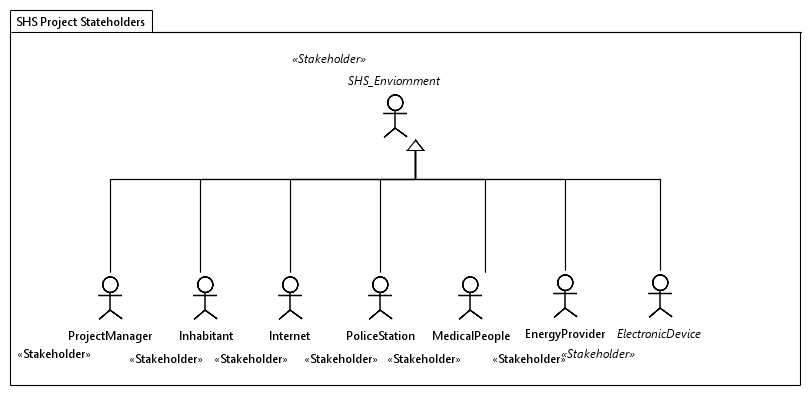 SHS Project Stateholders
«Stakeholder»
SHS_Enviornment
ProjectManager Inhabitant Internet PoliceStation MedicalPeople EnergyProvider ElectronicDevice
«Stakeholder» «Stakeholder» «Stakeholder» «Stakeholder» «Stakeholder» «Stakeholder» «Stakeholder»